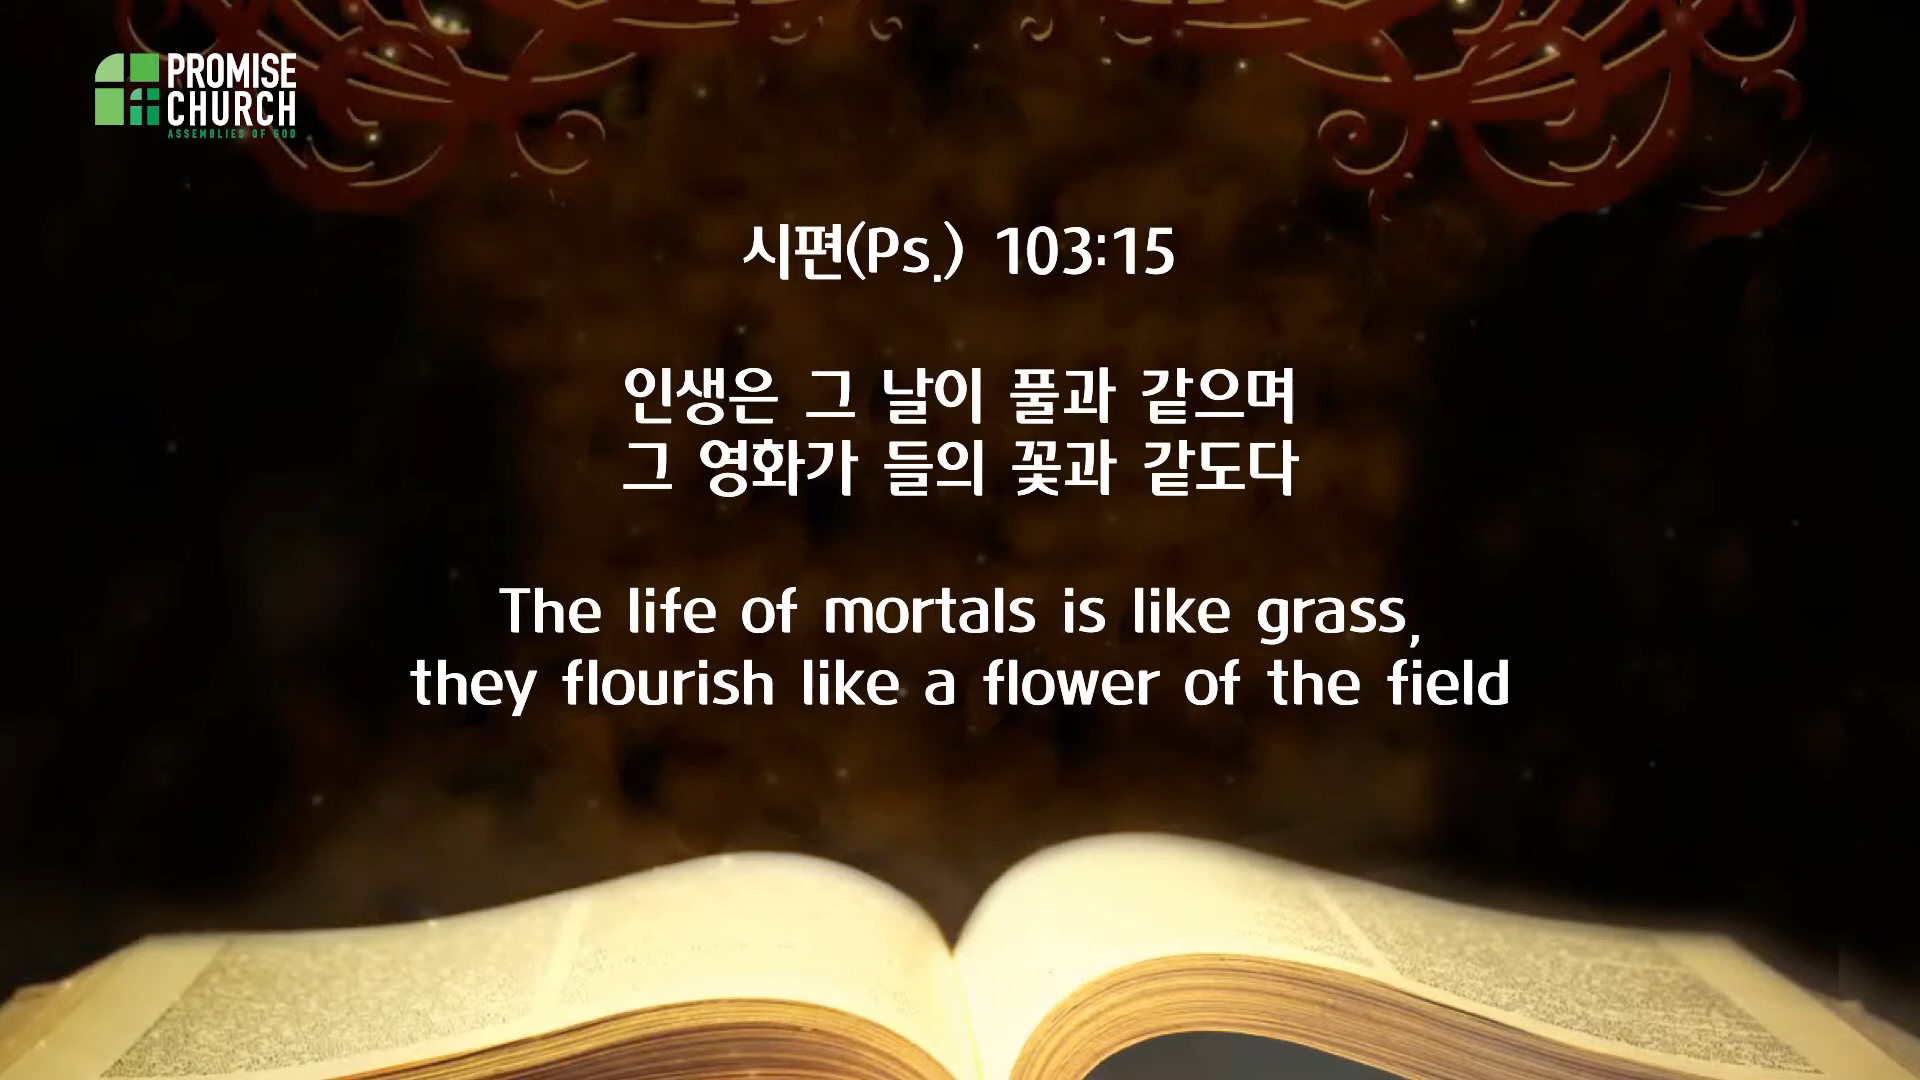 PROMISE
CHURCH
ASSEMBLIES OF GOD
시편(Ps.) 103:15
인생은 그 날이 풀과 같으며
그 영화가 들의 꽃과 같도다
The life of mortals is like grass,
they flourish like a flower of the field